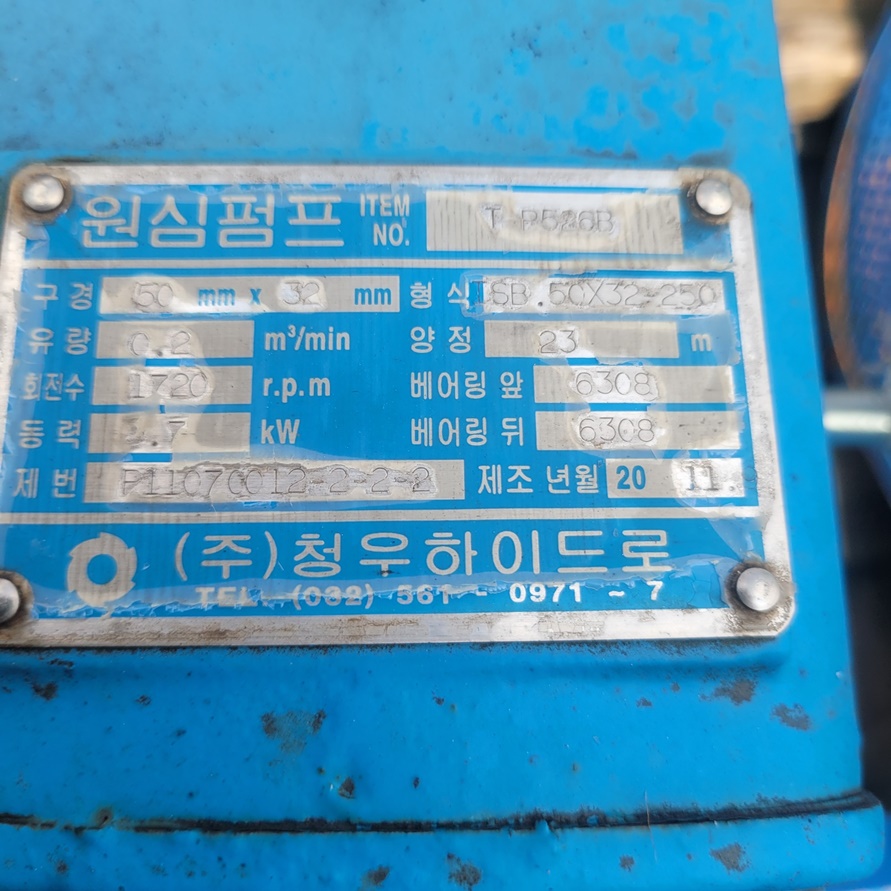 원심펌프 ITEM NO. T-P526B
구경 50 mm x 32 mm 형식 ISB 50X32-250
유량 0.2 m³/min 양정 23 m
회전수 1720 r.p.m 베어링 앞 6308
동력 3.7 kW 베어링 뒤 6308
제번 P11070012-2-2-2 제조 년월 20 11.
(주)청우하이드로
TEL. (032) 561 - 0971 ~ 7